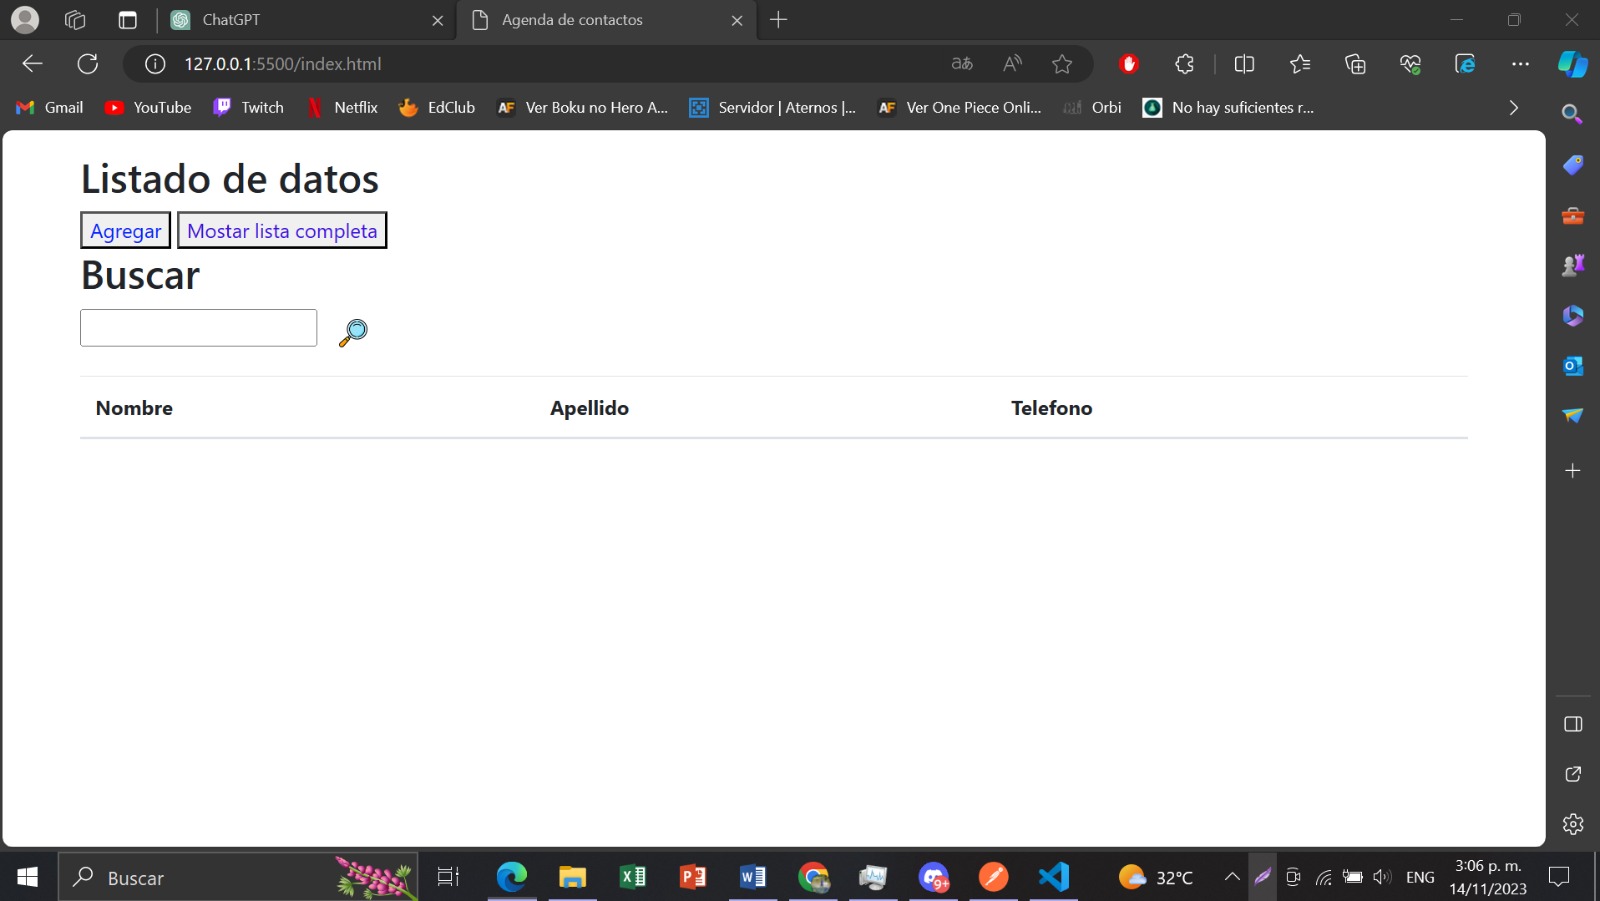 ChatGPT
Agenda de contactos
127.0.0.1:5500/index.html
Gmail
YouTube
Twitch
Netflix
EdClub
Ver Boku no Hero A...
Servidor | Aternos |...
Ver One Piece Onli...
Orbi
No hay suficientes r...
Listado de datos
Agregar
Mostar lista completa
Buscar
Nombre
Apellido
Telefono
Buscar
9+
32°C
ENG
3:06 p. m.
14/11/2023